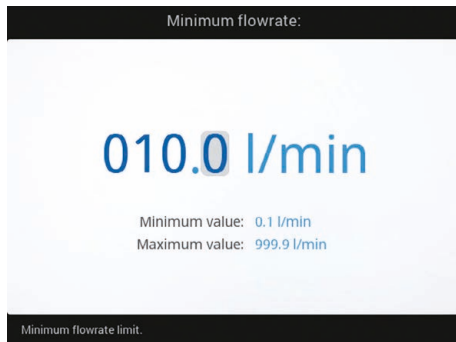 Minimum flowrate:
010.0 l/min
Minimum value: 0.1 l/min
Maximum value: 999.9 l/min
Minimum flowrate limit.